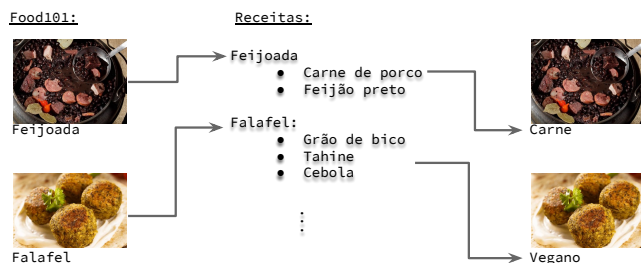 Food101:
Receitas:
Feijoada
Feijoada
● Carne de porco
● Feijão preto
Carne
Falafel:
● Grão de bico
● Tahine
● Cebola
Falafel
Vegano